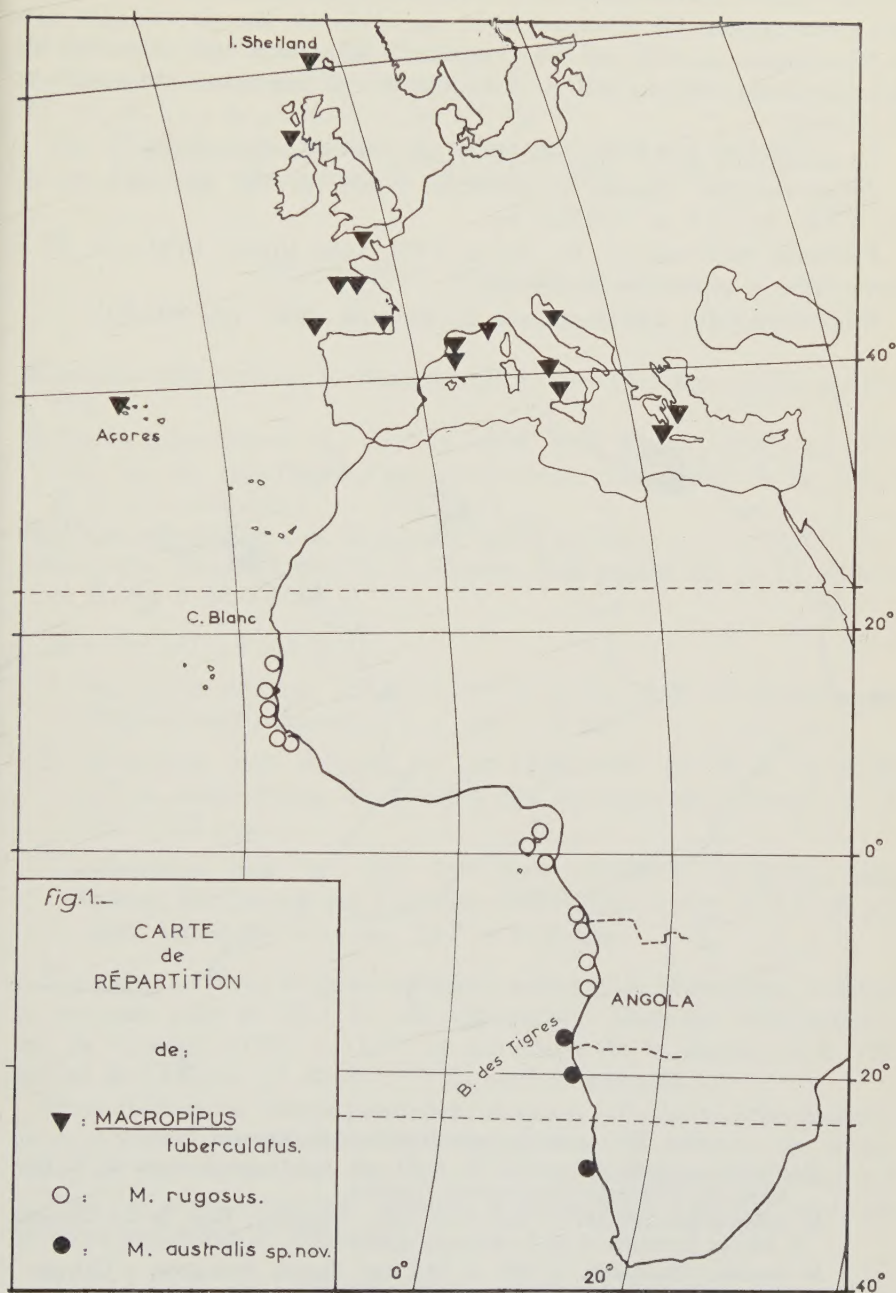 I. Shetland
40°
Açores
C. Blanc
20°
0°
ANGOLA
B. des Tigres
20°
0°
20°
40°
Fig.1._
CARTE
de
RÉPARTITION
de:
▼ : MACROPIPUS
tuberculatus.
○ : M. rugosus.
● : M. australis sp. nov.